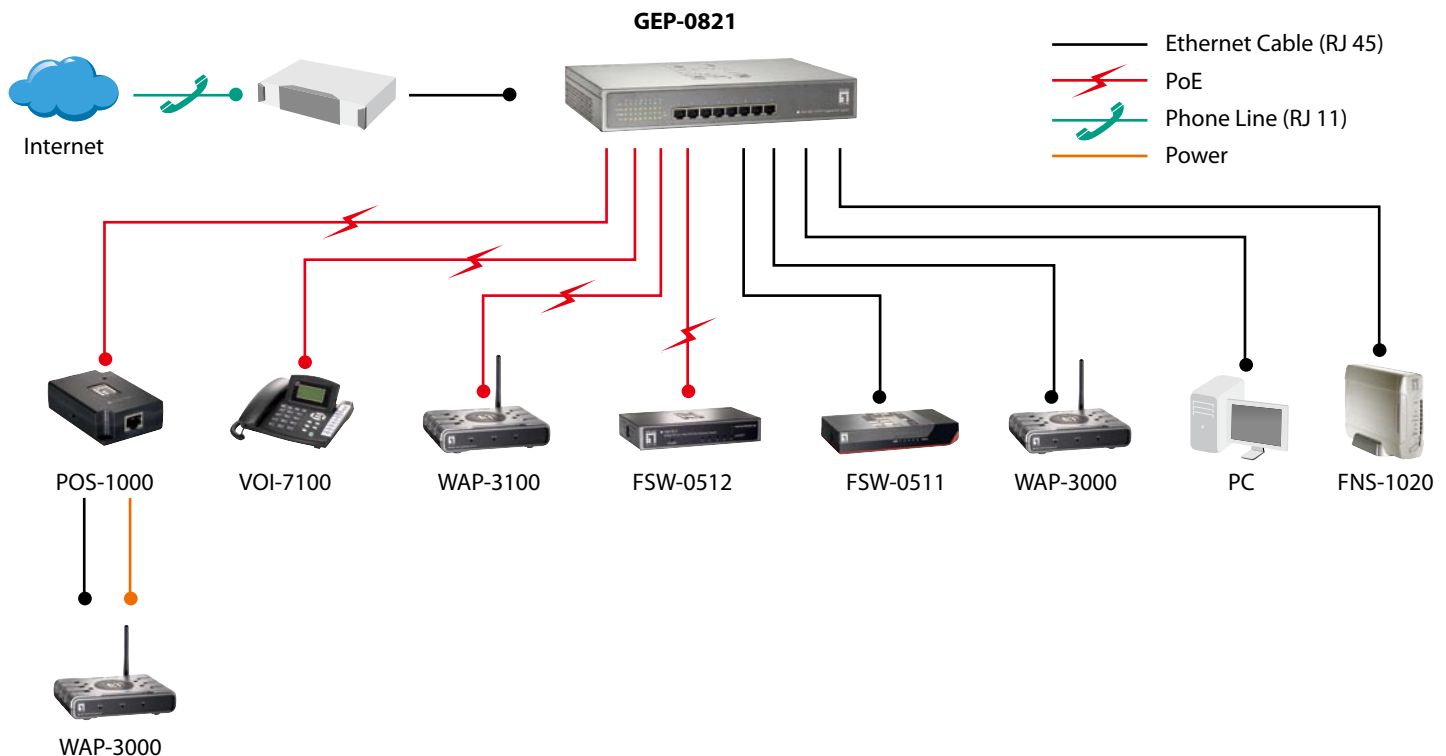 GEP-0821
Ethernet Cable (RJ 45)
PoE
Phone Line (RJ 11)
Power
Internet
POS-1000
VOI-7100
WAP-3100
FSW-0512
FSW-0511
WAP-3000
PC
FNS-1020
WAP-3000